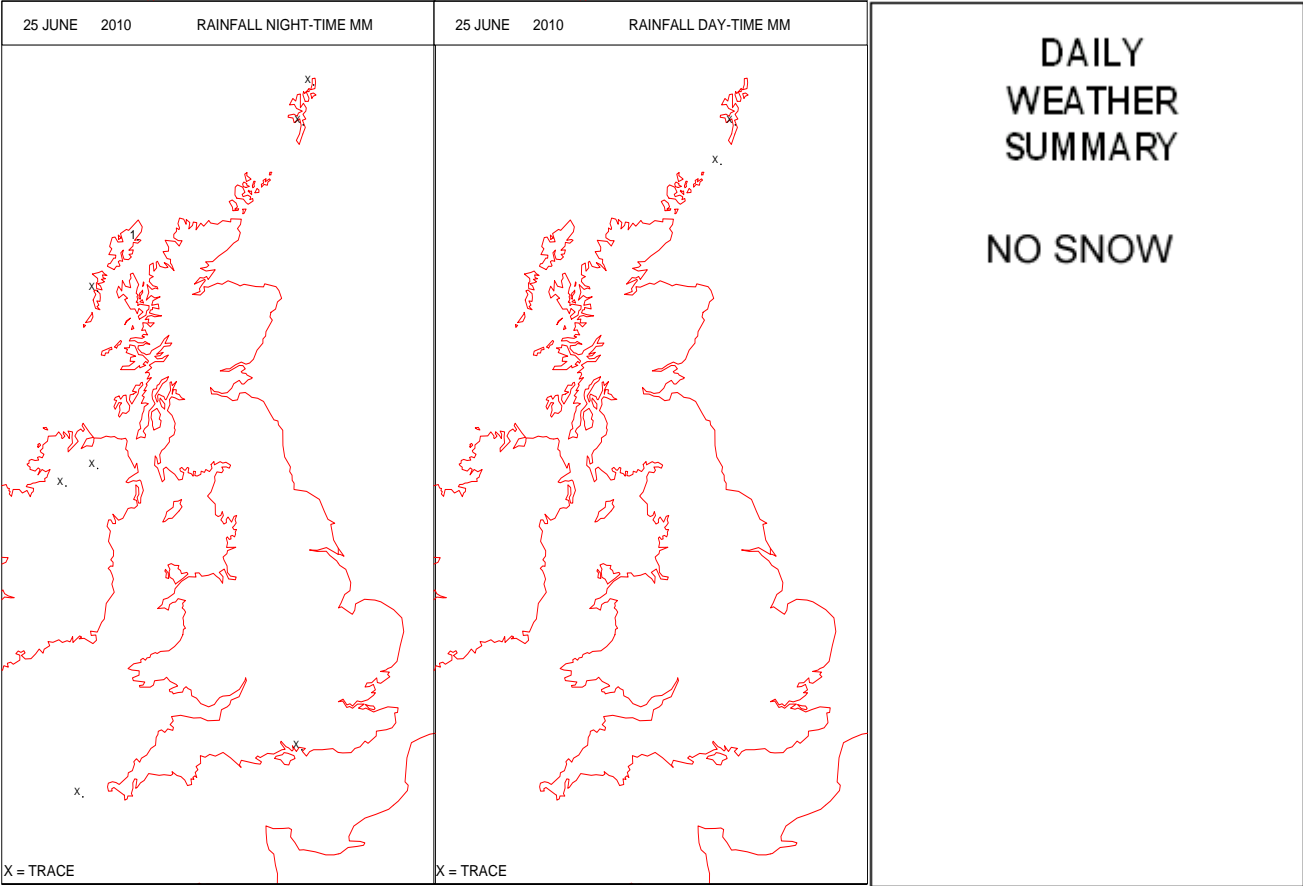 25 JUNE 2010 RAINFALL NIGHT-TIME MM
x.
x
1
x
x.
x.
x
x.
X = TRACE
25 JUNE 2010 RAINFALL DAY-TIME MM
x
x.
X = TRACE
DAILY
WEATHER
SUMMARY
NO SNOW